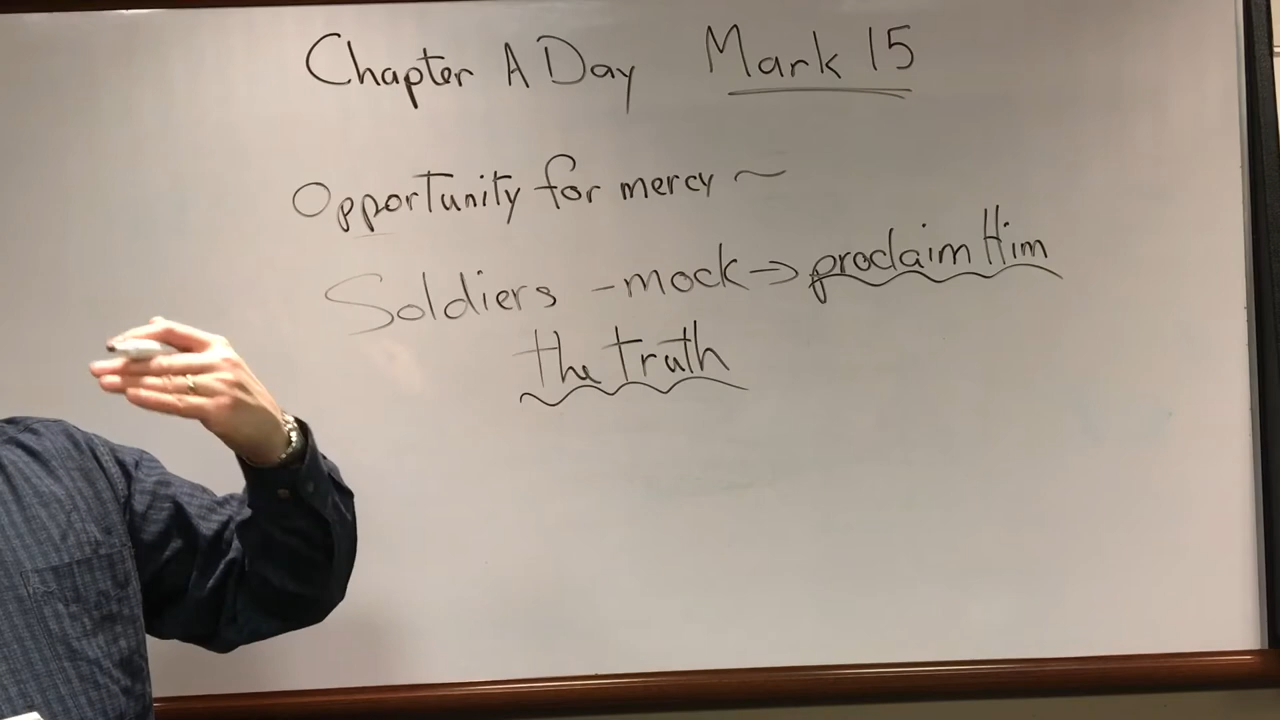 Chapter A Day Mark 15
Opportunity for mercy ~
Soldiers - mock → proclaim Him
the truth